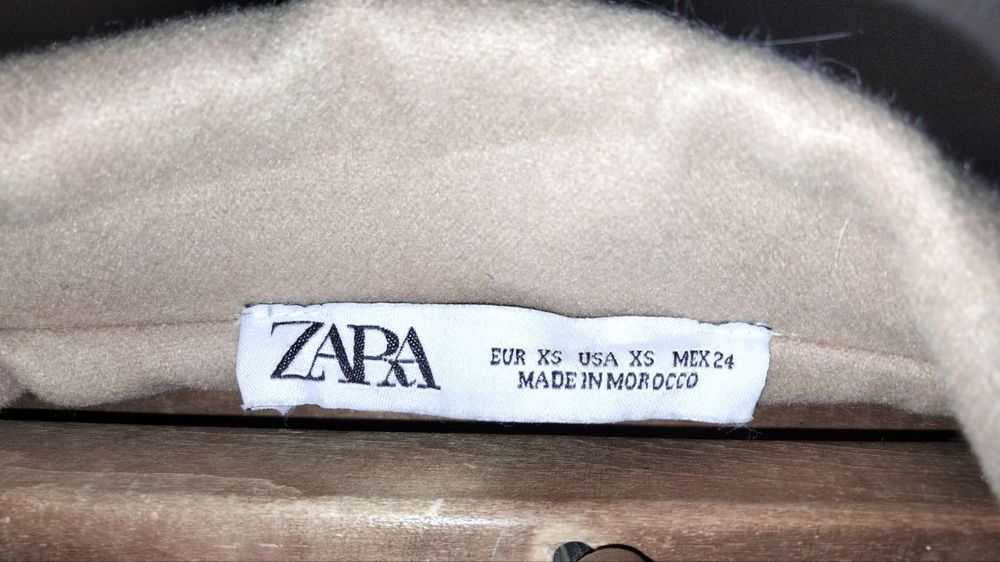 ZARA
EUR XS USA XS MEX 24
MADE IN MOROCCO